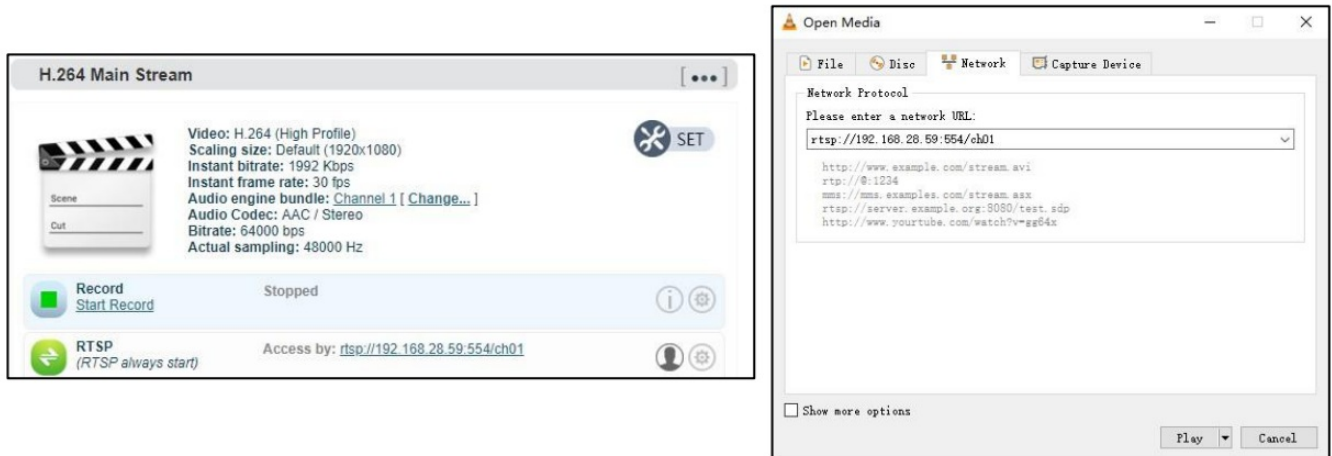 H.264 Main Stream
[ ••• ]
Video: H.264 (High Profile)
Scaling size: Default (1920x1080)
Instant bitrate: 1992 Kbps
Instant frame rate: 30 fps
Audio engine bundle: Channel 1 [ Change... ]
Audio Codec: AAC / Stereo
Bitrate: 64000 bps
Actual sampling: 48000 Hz
SET
Scene
Cut
Record
Start Record
Stopped
RTSP
(RTSP always start)
Access by: rtsp://192.168.28.59:554/ch01
Open Media
File
Disc
Network
Capture Device
Network Protocol
Please enter a network URL:
rtsp://192.168.28.59:554/ch01
http://www.example.com/stream.avi
rtp://@:1234
mms://mms.examples.com/stream.asx
rtsp://server.example.org:8080/test.sdp
http://www.yourtube.com/watch?v=gg64x
Show more options
Play
Cancel